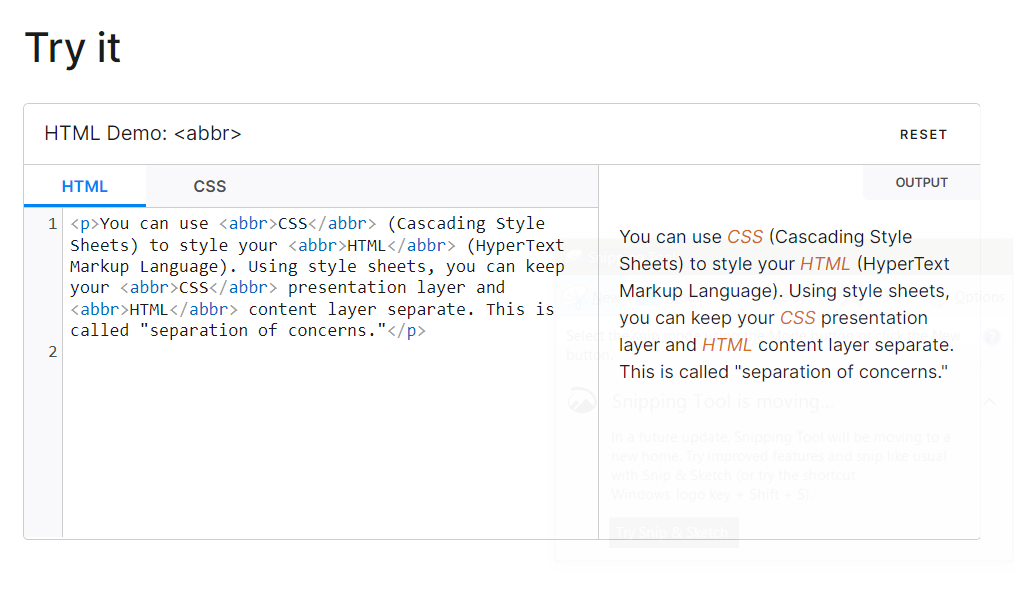 Try it
HTML Demo: <abbr>
RESET
HTML
CSS
1
<p>You can use <abbr>CSS</abbr> (Cascading Style
Sheets) to style your <abbr>HTML</abbr> (HyperText
Markup Language). Using style sheets, you can keep
your <abbr>CSS</abbr> presentation layer and
<abbr>HTML</abbr> content layer separate. This is
called "separation of concerns."</p>
2
OUTPUT
You can use CSS (Cascading Style
Sheets) to style your HTML (HyperText
Markup Language). Using style sheets,
you can keep your CSS presentation
layer and HTML content layer separate.
This is called "separation of concerns."
Options
Snipping Tool is moving...
In a future update, Snipping Tool will be moving to a
new home. Try improved features and snip like usual
with Snip & Sketch (or try the shortcut
Windows logo key + Shift + S)
Try Snip & Sketch